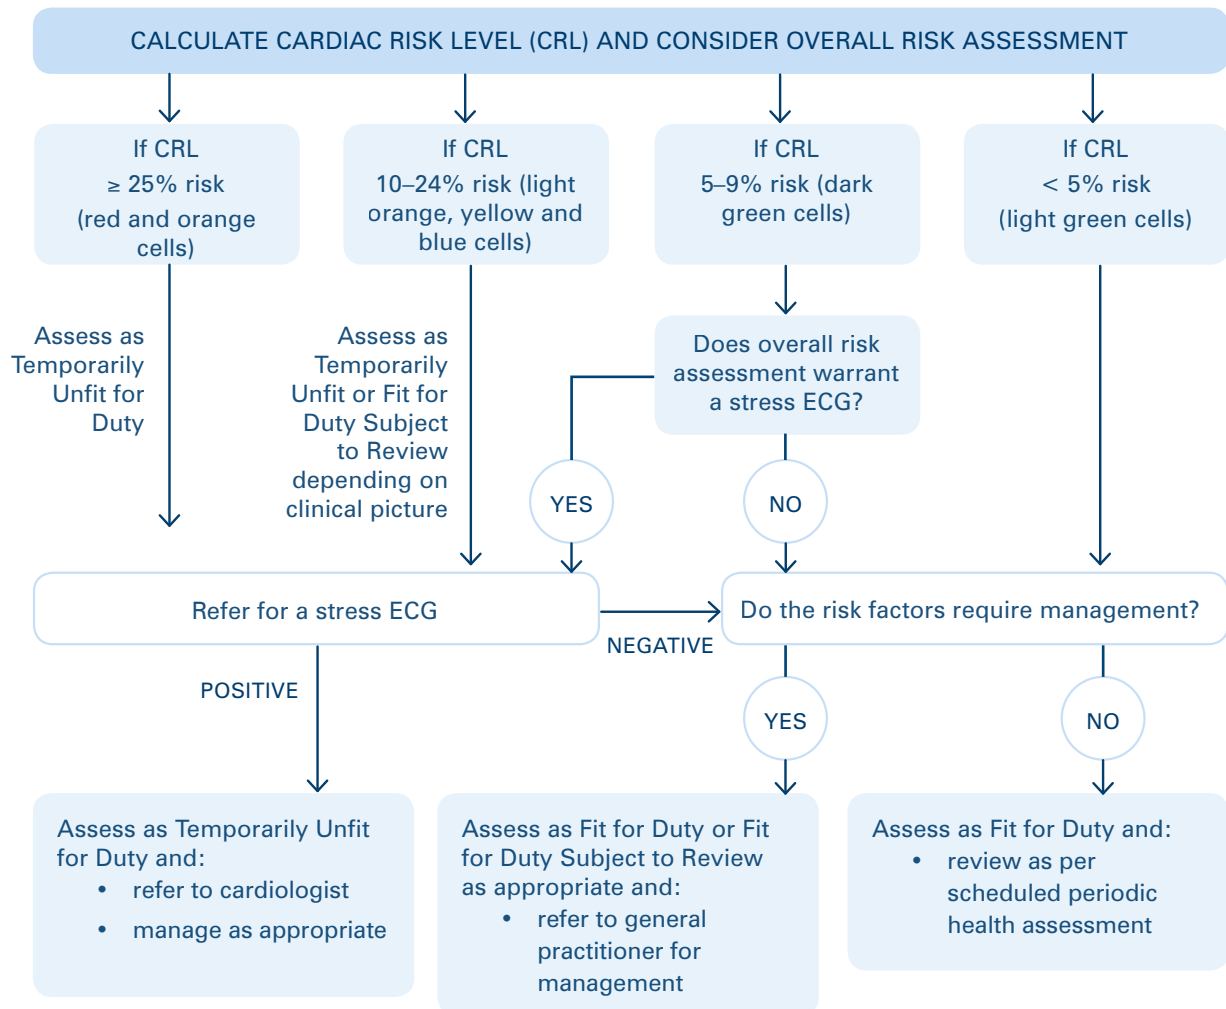 CALCULATE CARDIAC RISK LEVEL (CRL) AND CONSIDER OVERALL RISK ASSESSMENT
If CRL
≥ 25% risk
(red and orange
cells)
If CRL
10–24% risk (light
orange, yellow and
blue cells)
If CRL
5–9% risk (dark
green cells)
If CRL
< 5% risk
(light green cells)
Assess as
Temporarily
Unfit for
Duty
Assess as
Temporarily
Unfit or Fit for
Duty Subject
to Review
depending on
clinical picture
Does overall risk
assessment warrant
a stress ECG?
YES
NO
Refer for a stress ECG
NEGATIVE
Do the risk factors require management?
POSITIVE
YES
NO
Assess as Temporarily Unfit
for Duty and:
• refer to cardiologist
• manage as appropriate
Assess as Fit for Duty or Fit
for Duty Subject to Review
as appropriate and:
• refer to general
practitioner for
management
Assess as Fit for Duty and:
• review as per
scheduled periodic
health assessment